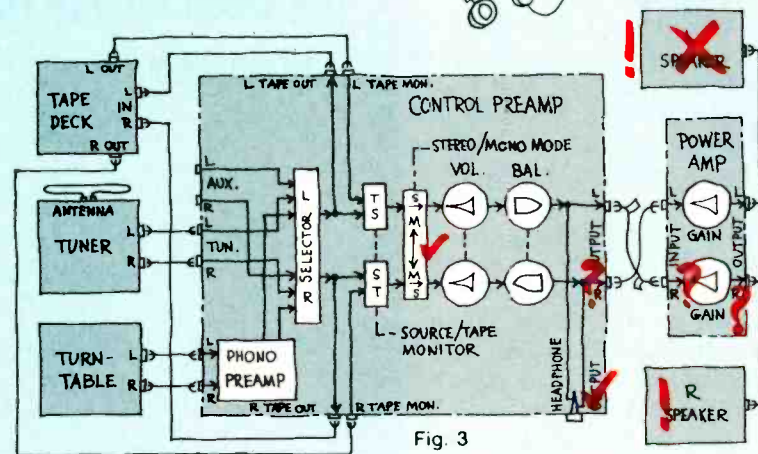 L OUT
TAPE DECK
L
IN
R
R OUT
ANTENNA
TUNER
L
R
TURN-
TABLE
L
R
L TAPE OUT
L TAPE MON.
CONTROL PREAMP
STEREO/MONO MODE
VOL.
BAL.
L
AUX.
R
L
TUN.
R
L
R
PHONO
PREAMP
L
SELECTOR
R
T
S
S
T
S
M
M
S
L - SOURCE/TAPE
MONITOR
R TAPE OUT
R TAPE MON.
HEADPHONE
OUTPUT
L
OUTPUT
R
!
SPEAKER
POWER
AMP
L
INPUT
R
GAIN
GAIN
L
OUTPUT
?
?
?
!
R
SPEAKER
Fig. 3